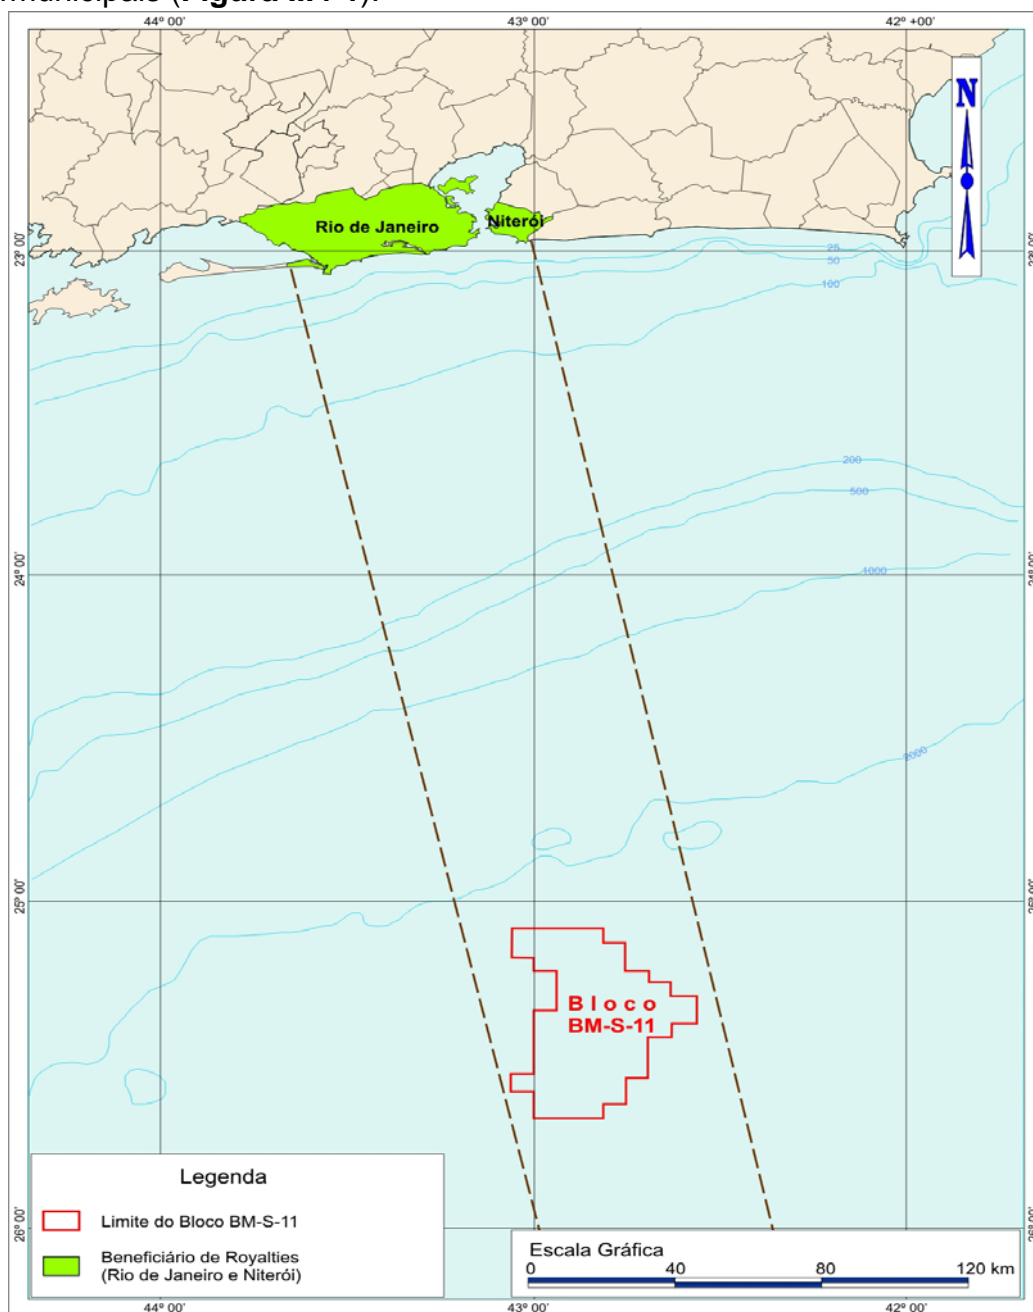 44° 00'
43° 00'
42° +00'
N
Rio de Janeiro
Niterói
23° 00'
25
50
100
200
500
24° 00'
1000
2000
25° 00'
Bloco
BM-S-11
26° 00'
Legenda
Limite do Bloco BM-S-11
Beneficiário de Royalties
(Rio de Janeiro e Niterói)
Escala Gráfica
0 40 80 120 km
44° 00'
43° 00'
42° 00'